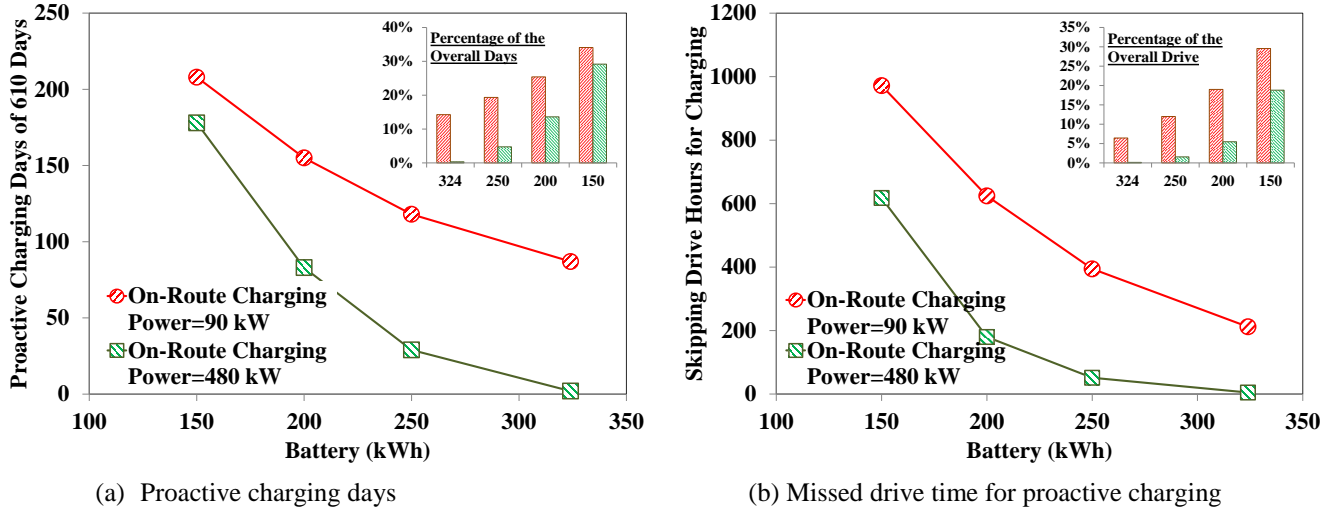 Proactive Charging Days of 610 Days
250
200
150
100
50
0
100
150
200
250
300
350
Battery (kWh)
On-Route Charging
Power=90 kW
On-Route Charging
Power=480 kW
Percentage of the
Overall Days
40%
30%
20%
10%
0%
324
250
200
150
(a) Proactive charging days
Skipping Drive Hours for Charging
1200
1000
800
600
400
200
0
100
150
200
250
300
350
Battery (kWh)
On-Route Charging
Power=90 kW
On-Route Charging
Power=480 kW
Percentage of the
Overall Drive
35%
30%
25%
20%
15%
10%
5%
0%
324
250
200
150
(b) Missed drive time for proactive charging